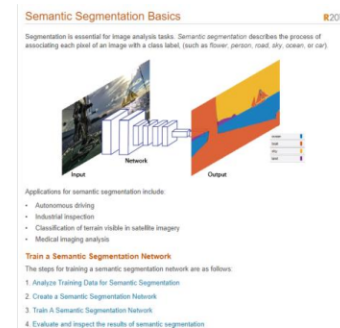 Semantic Segmentation Basics
R20
Segmentation is essential for image analysis tasks. Semantic segmentation describes the process of
associating each pixel of an image with a class label, (such as flower, person, road, sky, ocean, or car)
Input
Network
Output
Applications for semantic segmentation include:
• Autonomous driving
• Industrial inspection
• Classification of terrain visible in satellite imagery
• Medical imaging analysis
Train a Semantic Segmentation Network
The steps for training a semantic segmentation network are as follows:
1. Analyze Training Data for Semantic Segmentation
2. Create a Semantic Segmentation Network
3. Train A Semantic Segmentation Network
4. Evaluate and inspect the results of semantic segmentation